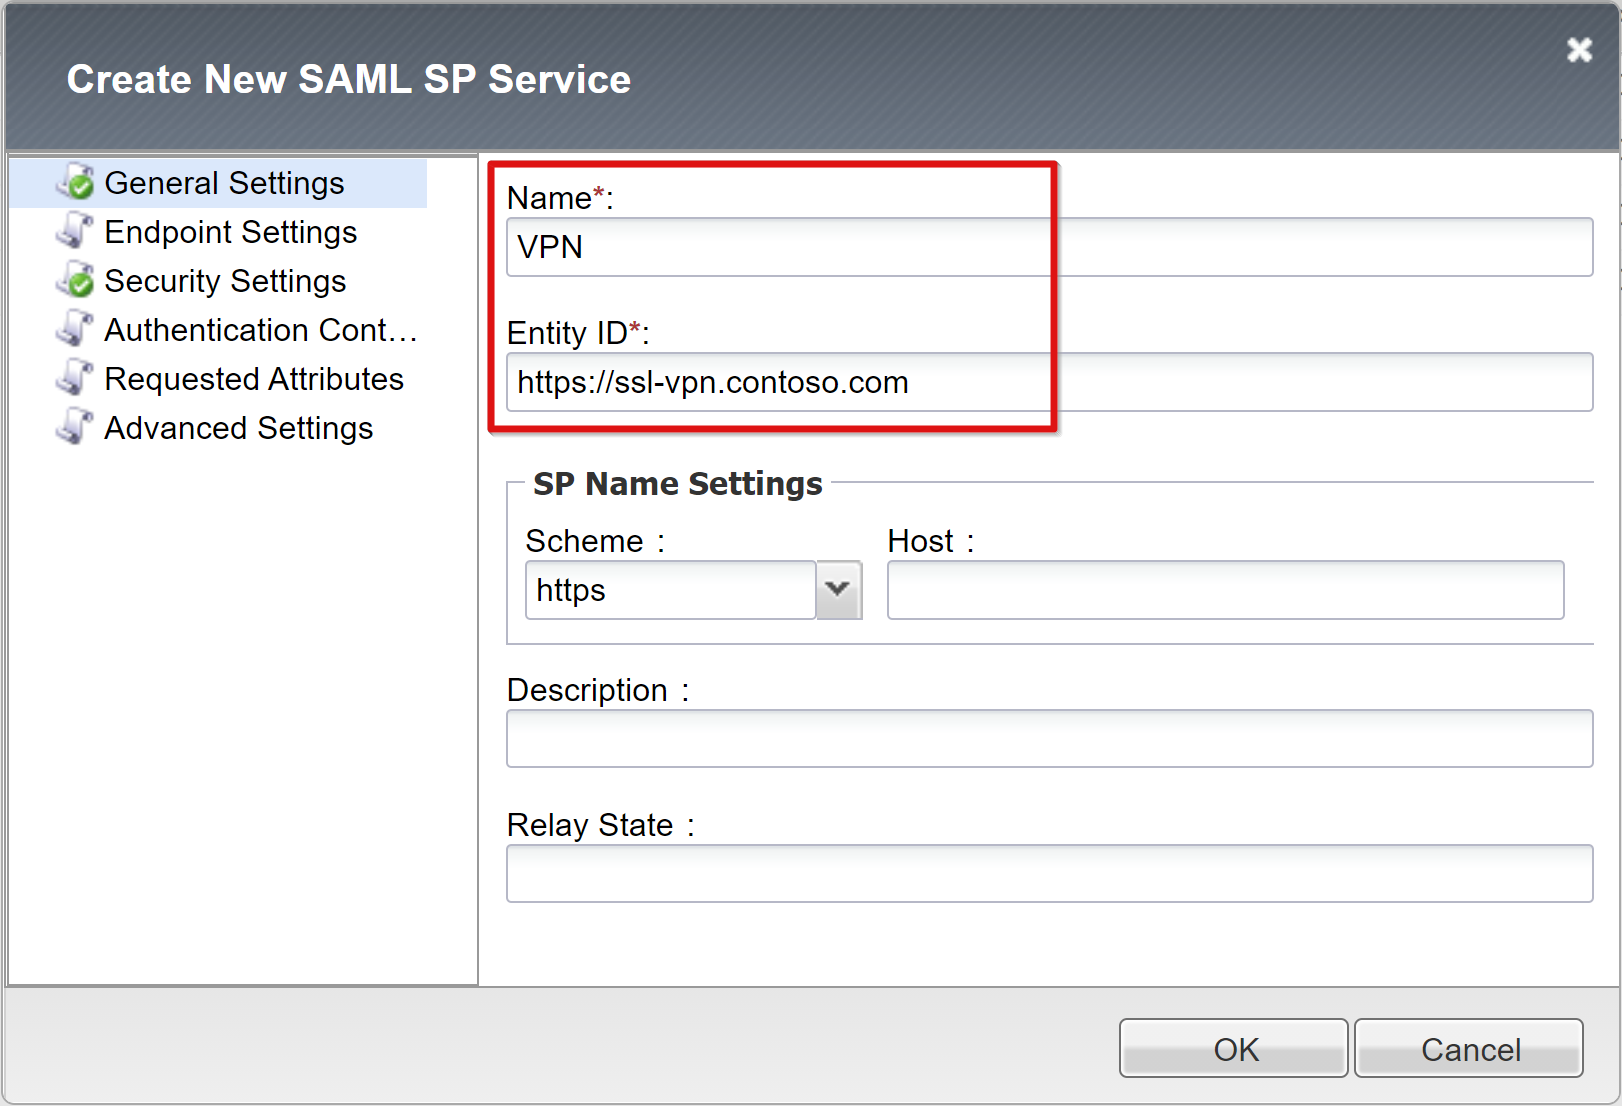 Create New SAML SP Service
General Settings
Endpoint Settings
Security Settings
Authentication Cont...
Requested Attributes
Advanced Settings
Name*:
VPN
Entity ID*:
https://ssl-vpn.contoso.com
SP Name Settings
Scheme :
Host :
https
Description :
Relay State :
OK
Cancel